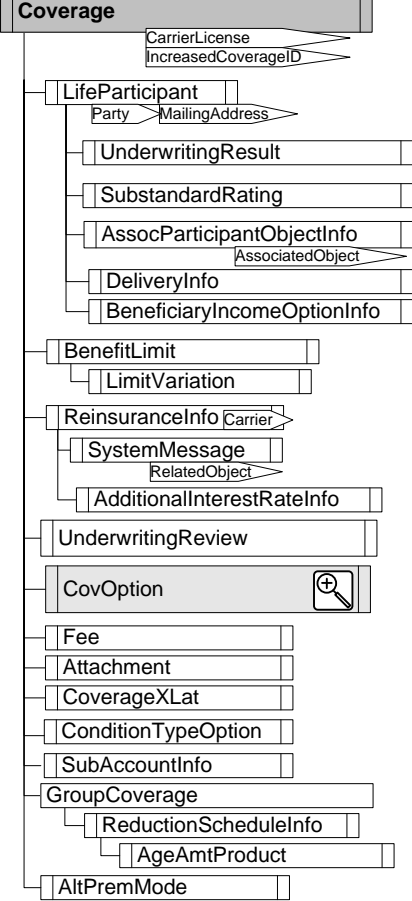 Coverage
CarrierLicense
IncreasedCoverageID
LifeParticipant
Party MailingAddress
UnderwritingResult
SubstandardRating
AssocParticipantObjectInfo
AssociatedObject
DeliveryInfo
BeneficiaryIncomeOptionInfo
BenefitLimit
LimitVariation
ReinsuranceInfo Carrier
SystemMessage
RelatedObject
AdditionalInterestRateInfo
UnderwritingReview
CovOption
Fee
Attachment
CoverageXLat
ConditionTypeOption
SubAccountInfo
GroupCoverage
ReductionScheduleInfo
AgeAmtProduct
AltPremMode